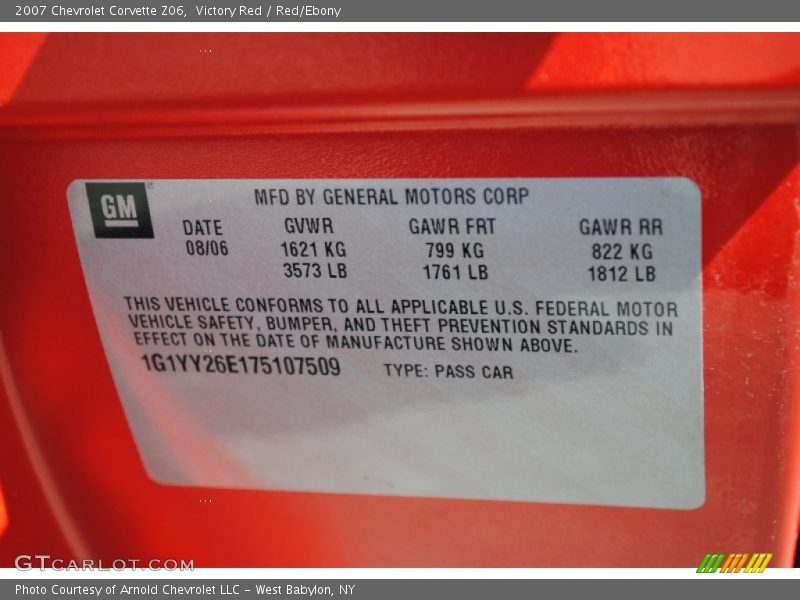 2007 Chevrolet Corvette Z06, Victory Red / Red/Ebony
GM
MFD BY GENERAL MOTORS CORP
DATE GVWR GAWR FRT GAWR RR
08/06 1621 KG 799 KG 822 KG
3573 LB 1761 LB 1812 LB
THIS VEHICLE CONFORMS TO ALL APPLICABLE U.S. FEDERAL MOTOR
VEHICLE SAFETY, BUMPER, AND THEFT PREVENTION STANDARDS IN
EFFECT ON THE DATE OF MANUFACTURE SHOWN ABOVE.
1G1YY26E175107509 TYPE: PASS CAR
GTCARLOT.COM
Photo Courtesy of Arnold Chevrolet LLC - West Babylon, NY